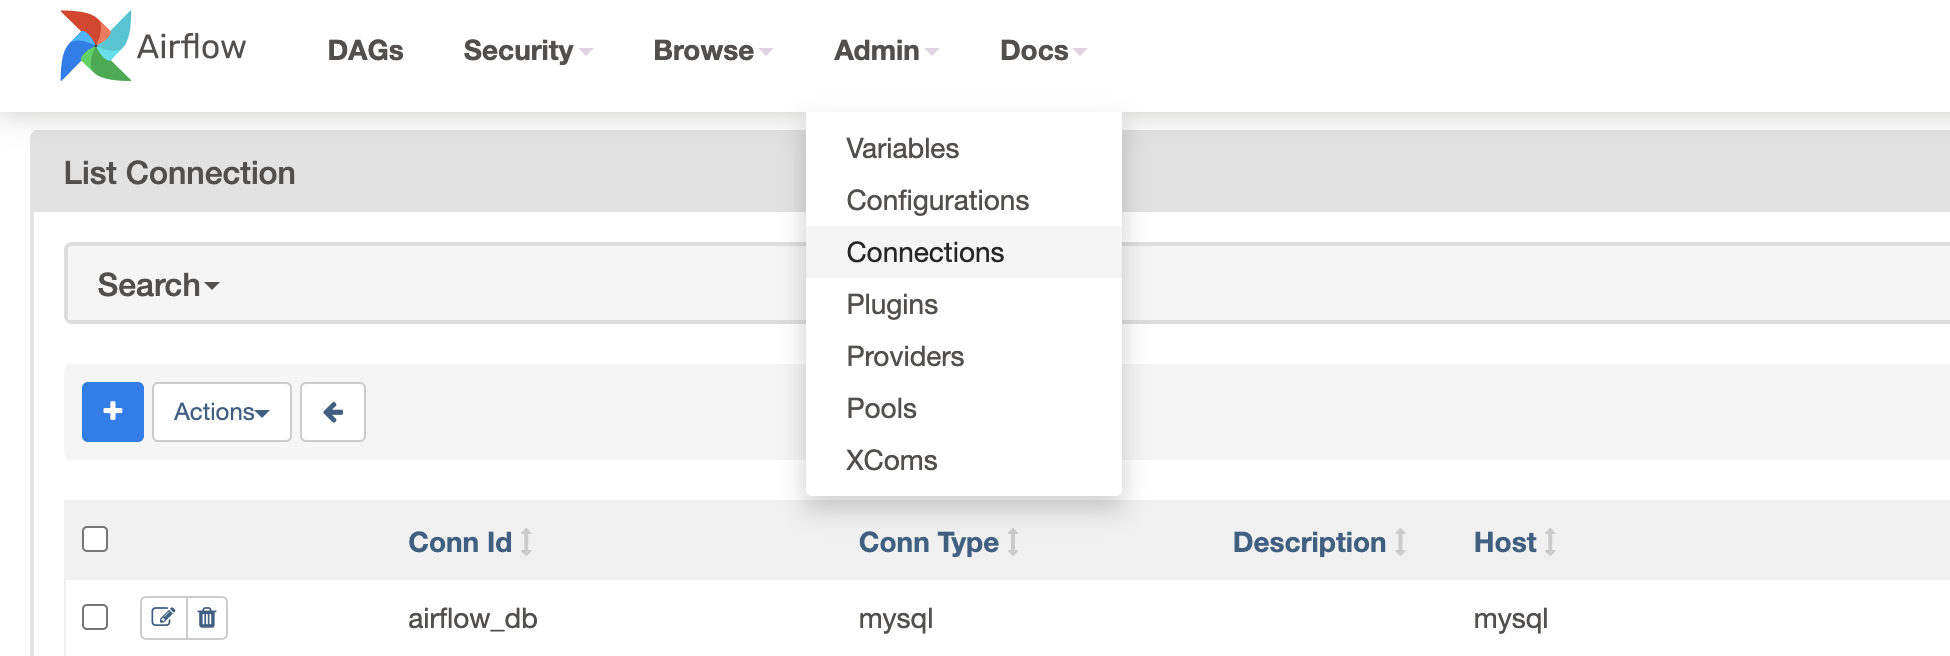 Airflow DAGs Security Browse Admin Docs
Variables
Configurations
Connections
Plugins
Providers
Pools
XComs
List Connection
Search
Actions
Conn Id Conn Type Description Host
airflow_db mysql mysql